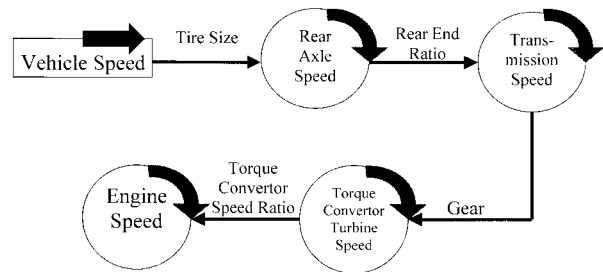 Vehicle Speed
Tire Size
Rear
Axle
Speed
Rear End
Ratio
Trans-
mission
Speed
Gear
Torque
Convertor
Turbine
Speed
Torque
Convertor
Speed Ratio
Engine
Speed